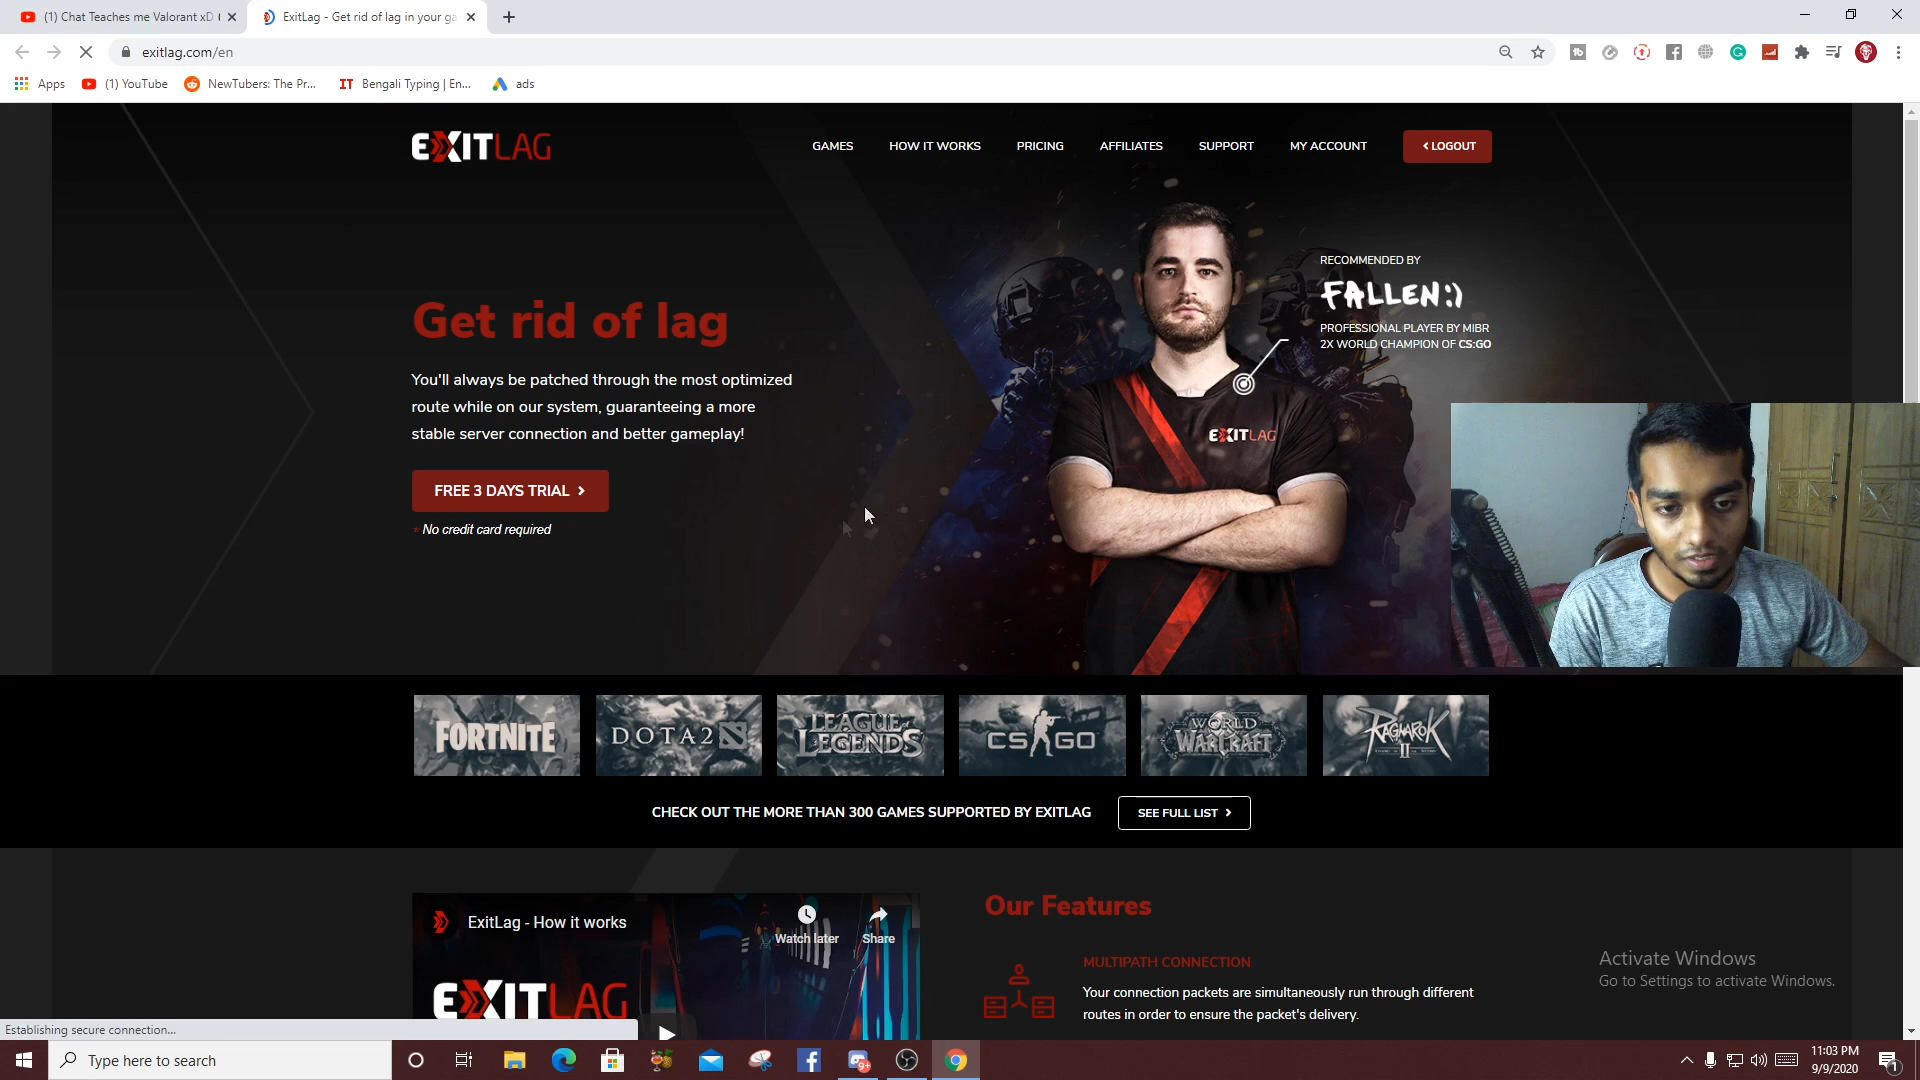 (1) Chat Teaches me Valorant xD
ExitLag - Get rid of lag in your ga
exitlag.com/en
Apps
(1) YouTube
NewTubers: The Pr...
Bengali Typing | En...
ads
EXITLAG
GAMES
HOW IT WORKS
PRICING
AFFILIATES
SUPPORT
MY ACCOUNT
LOGOUT
RECOMMENDED BY
FALLEN:)
PROFESSIONAL PLAYER BY MIBR
2X WORLD CHAMPION OF CS:GO
Get rid of lag
You'll always be patched through the most optimized
route while on our system, guaranteeing a more
stable server connection and better gameplay!
EXITLAG
FREE 3 DAYS TRIAL >
* No credit card required
FORTNITE
DOTA 2
LEAGUE OF LEGENDS
CS GO
WORLD OF WARCRAFT
RAGNAROK II
CHECK OUT THE MORE THAN 300 GAMES SUPPORTED BY EXITLAG
SEE FULL LIST >
ExitLag - How it works
Watch later
Share
EXITLAG
Our Features
MULTIPATH CONNECTION
Your connection packets are simultaneously run through different
routes in order to ensure the packet's delivery.
Activate Windows
Go to Settings to activate Windows.
Establishing secure connection...
Type here to search
9+
11:03 PM
9/9/2020
1